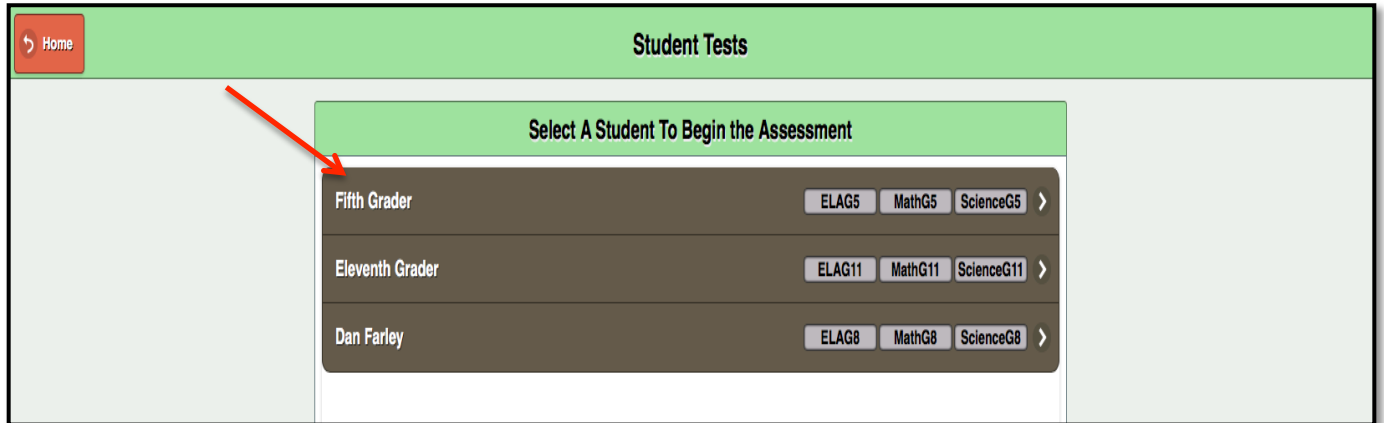 Home
Student Tests
Select A Student To Begin the Assessment
Fifth Grader ELAG5 MathG5 ScienceG5
Eleventh Grader ELAG11 MathG11 ScienceG11
Dan Farley ELAG8 MathG8 ScienceG8